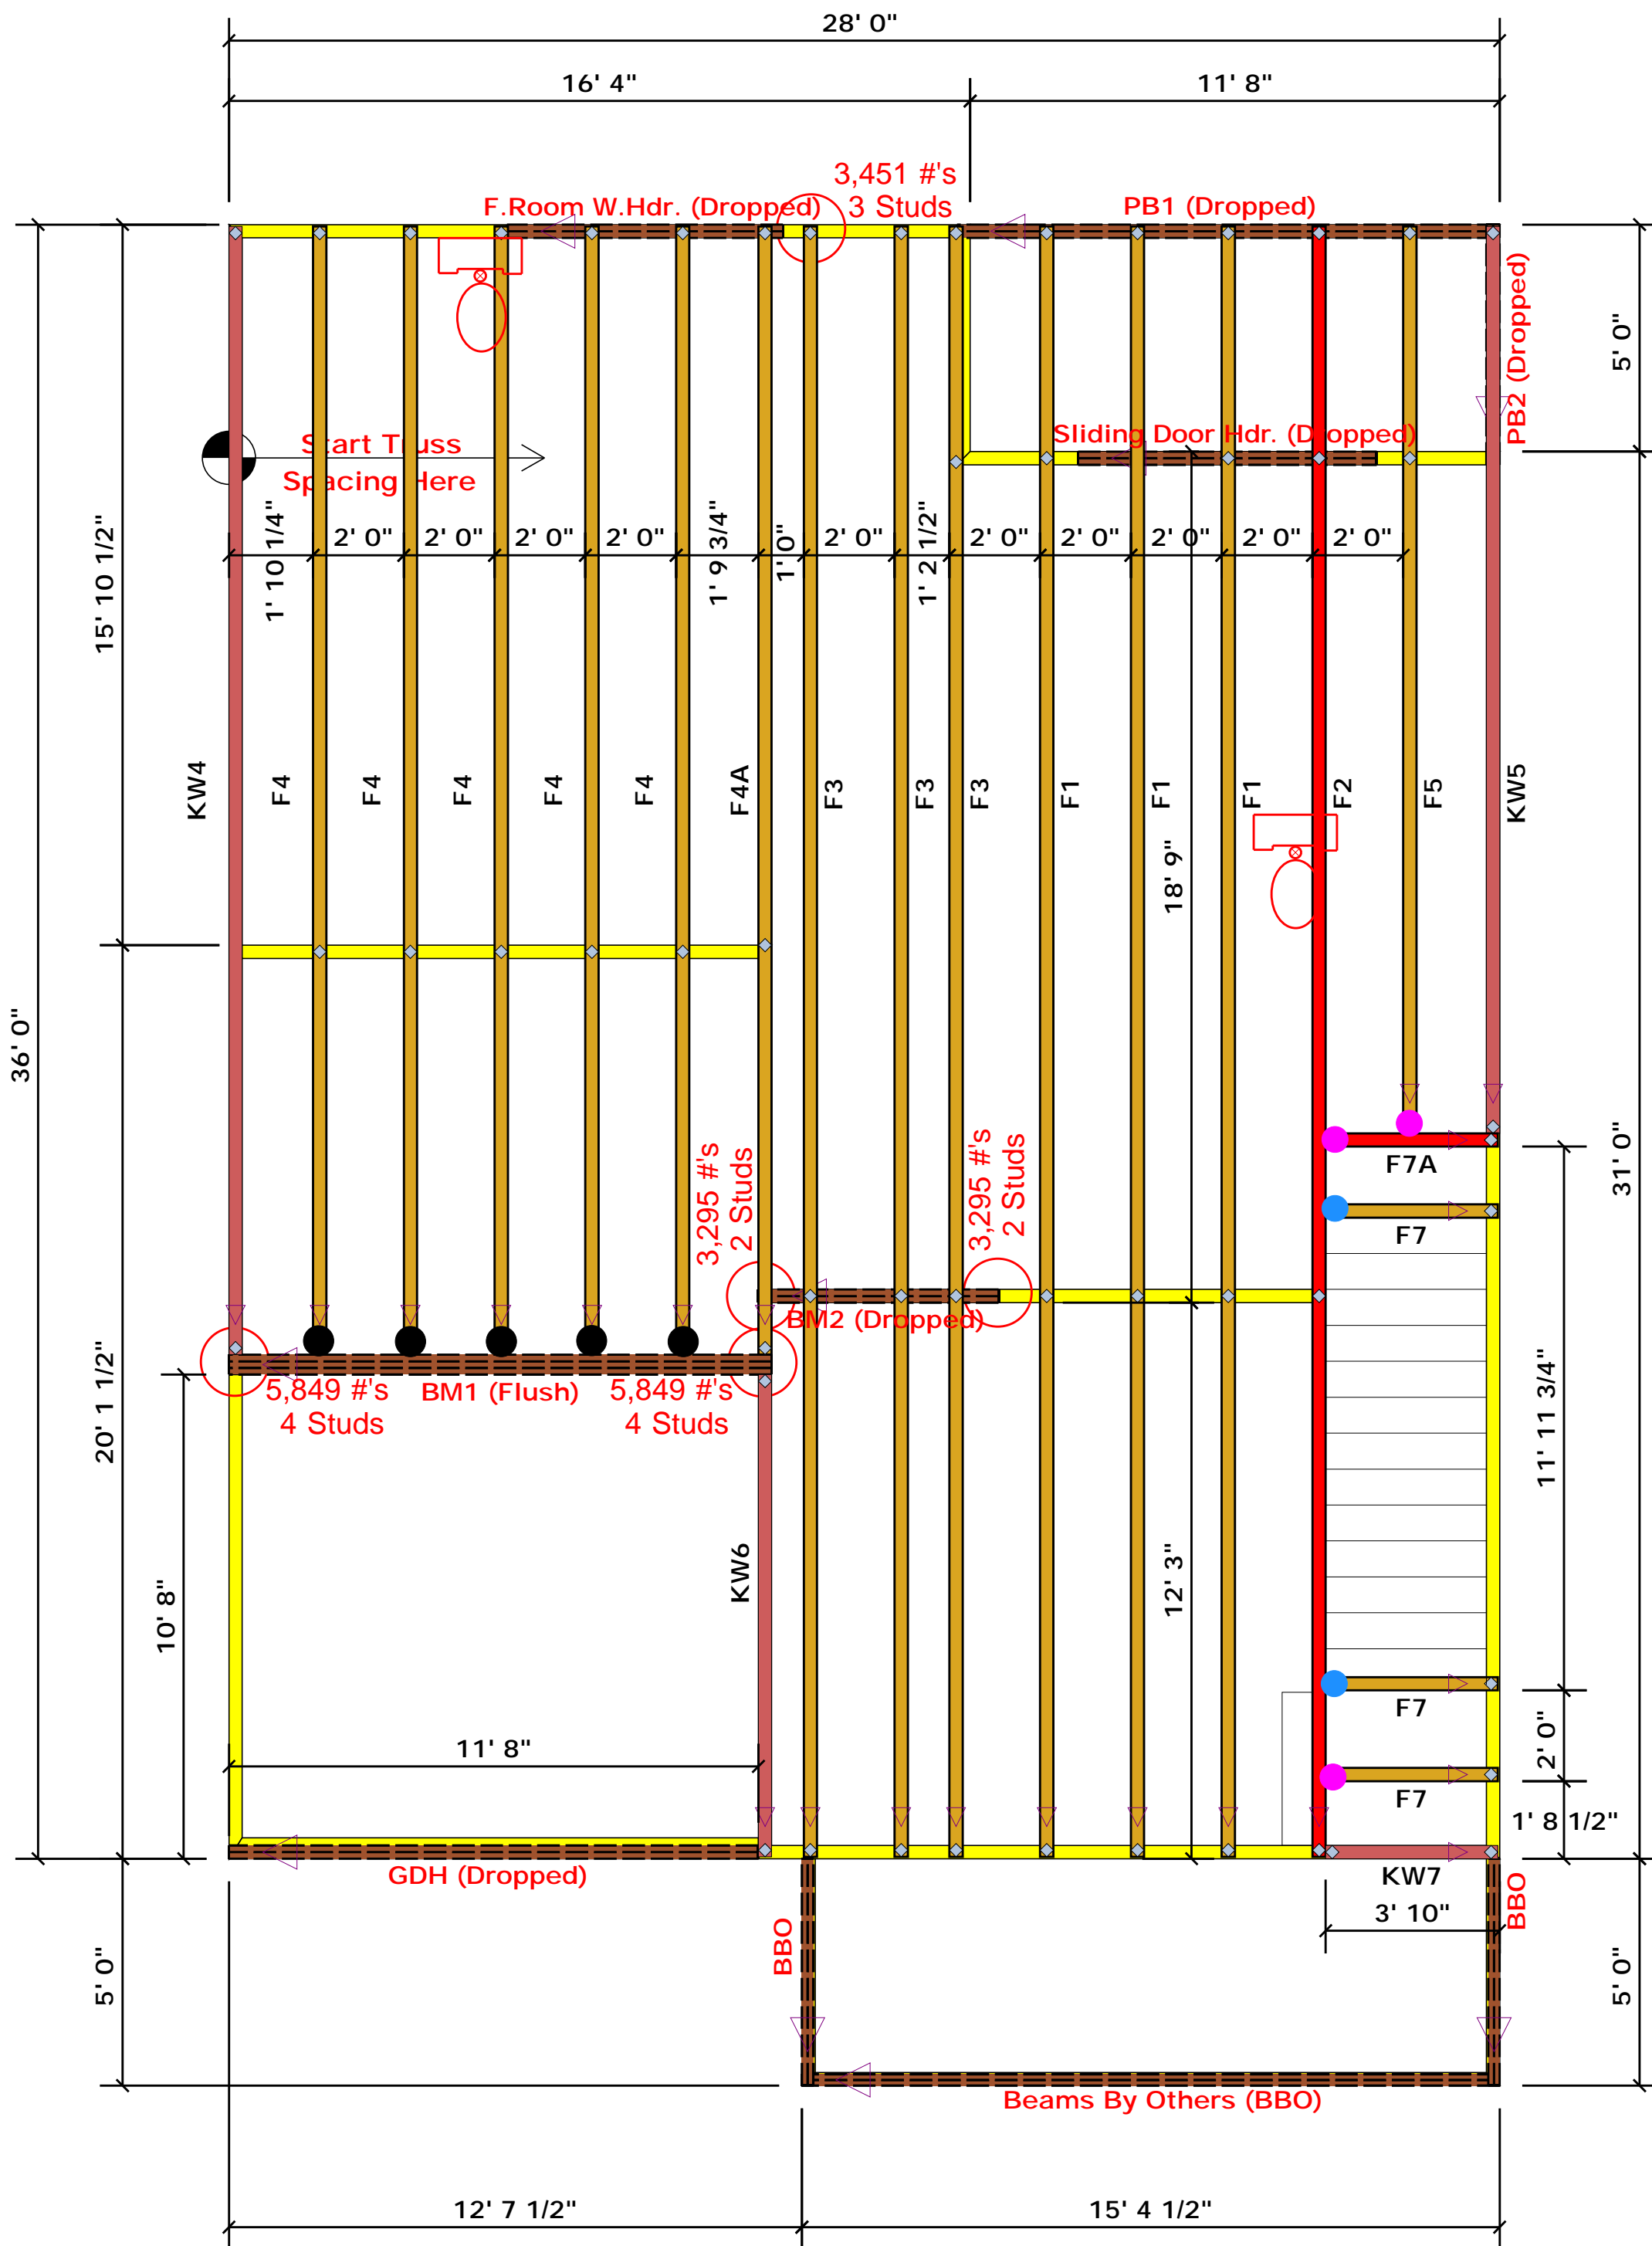 28' 0"
16' 4"
11' 8"
3,451 #'s
3 Studs
F.Room W.Hdr. (Dropped)
PB1 (Dropped)
PB2 (Dropped)
5' 0"
Sliding Door Hdr. (Dropped)
Start Truss
Spacing Here
15' 10 1/2"
1' 10 1/4"
2' 0"
2' 0"
2' 0"
2' 0"
1' 9 3/4"
1' 0"
2' 0"
1' 2 1/2"
2' 0"
2' 0"
2' 0"
2' 0"
2' 0"
KW4
F4
F4
F4
F4
F4
F4A
F3
F3
F3
F1
F1
F1
F2
F5
KW5
18' 9"
36' 0"
31' 0"
3,295 #'s
2 Studs
3,295 #'s
2 Studs
F7A
F7
BM2 (Dropped)
5,849 #'s
4 Studs
BM1 (Flush)
5,849 #'s
4 Studs
20' 1 1/2"
11' 11 3/4"
10' 8"
KW6
12' 3"
F7
2' 0"
11' 8"
F7
1' 8 1/2"
GDH (Dropped)
KW7
3' 10"
BBO
BBO
5' 0"
5' 0"
Beams By Others (BBO)
12' 7 1/2"
15' 4 1/2"